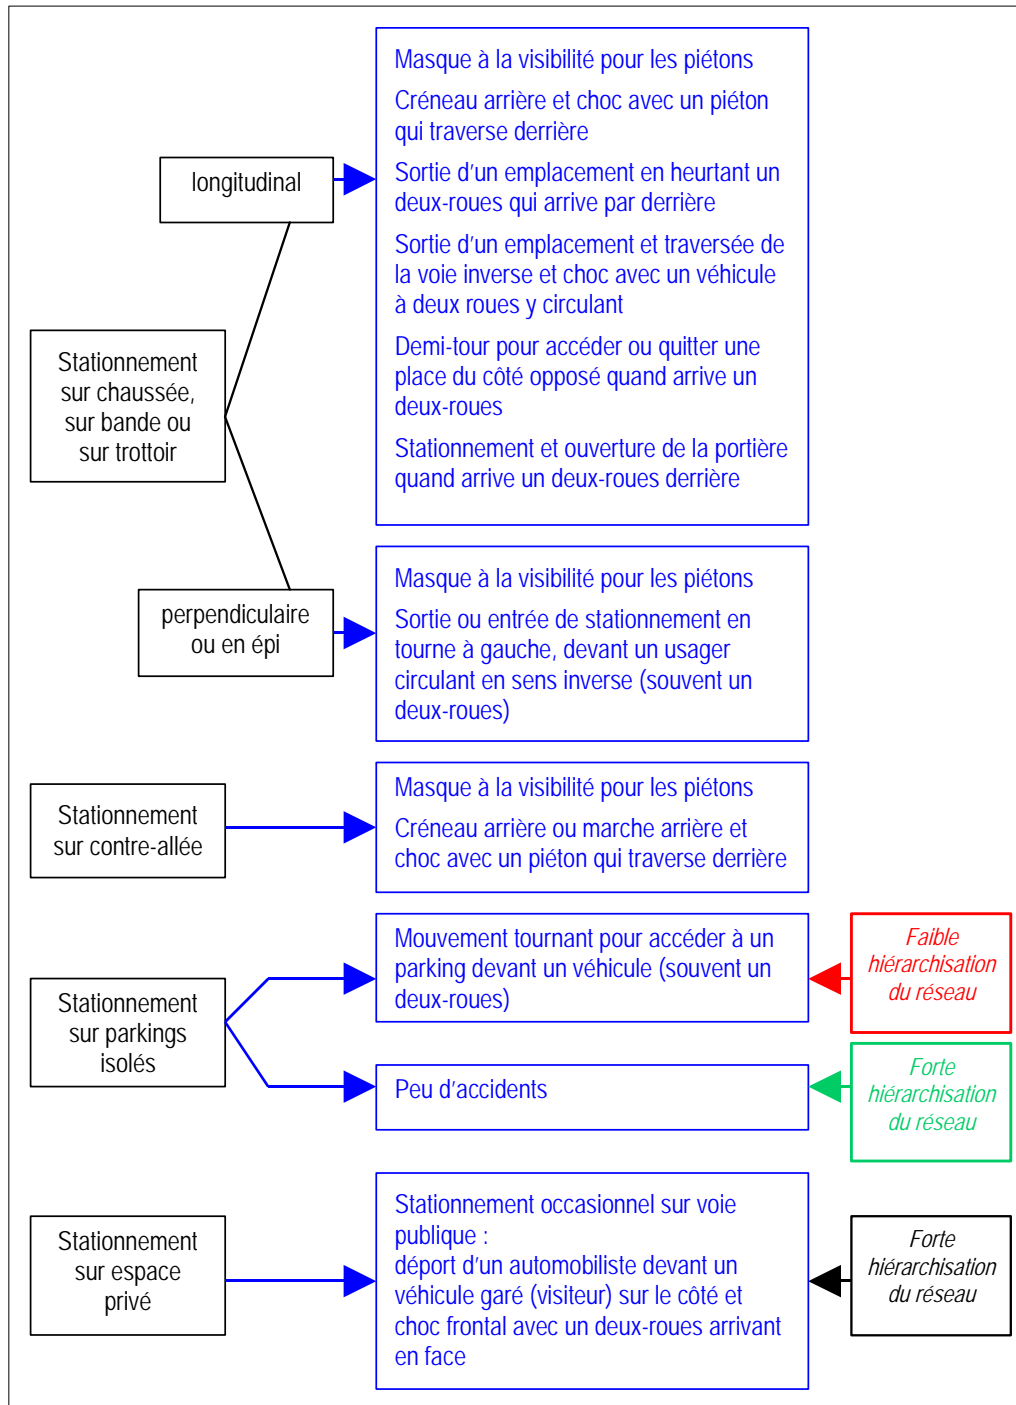 Masque à la visibilité pour les piétons
Créneau arrière et choc avec un piéton
qui traverse derrière
longitudinal
Sortie d'un emplacement en heurtant un
deux-roues qui arrive par derrière
Sortie d'un emplacement et traversée de
la voie inverse et choc avec un véhicule
à deux roues y circulant
Demi-tour pour accéder ou quitter une
place du côté opposé quand arrive un
deux-roues
Stationnement et ouverture de la portière
quand arrive un deux-roues derrière
Stationnement
sur chaussée,
sur bande ou
sur trottoir
perpendiculaire
ou en épi
Masque à la visibilité pour les piétons
Sortie ou entrée de stationnement en
tourne à gauche, devant un usager
circulant en sens inverse (souvent un
deux-roues)
Stationnement
sur contre-allée
Masque à la visibilité pour les piétons
Créneau arrière ou marche arrière et
choc avec un piéton qui traverse derrière
Stationnement
sur parkings
isolés
Mouvement tournant pour accéder à un
parking devant un véhicule (souvent un
deux-roues)
Faible
hiérarchisation
du réseau
Peu d'accidents
Forte
hiérarchisation
du réseau
Stationnement
sur espace
privé
Stationnement occasionnel sur voie
publique :
déport d'un automobiliste devant un
véhicule garé (visiteur) sur le côté et
choc frontal avec un deux-roues arrivant
en face
Forte
hiérarchisation
du réseau